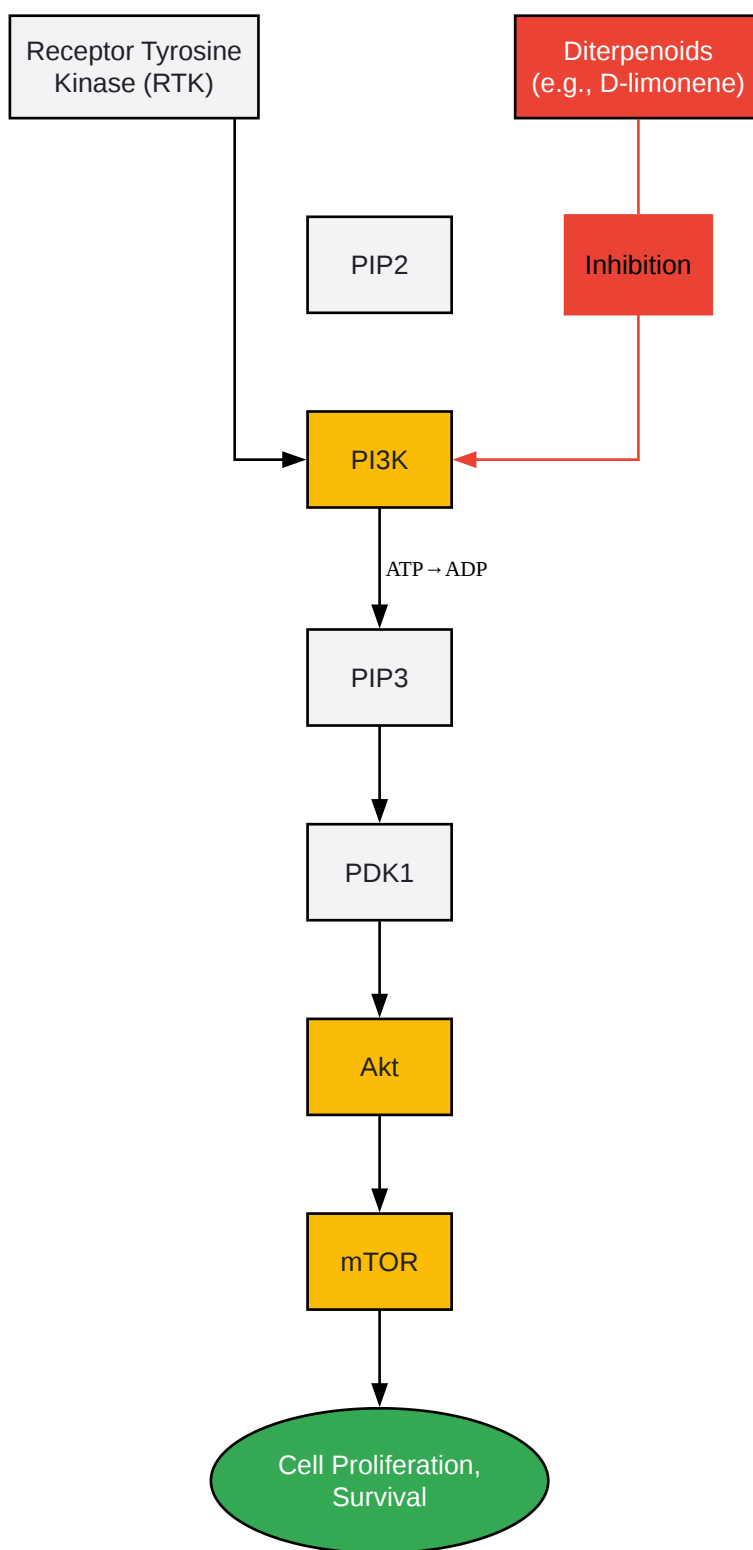 Receptor Tyrosine
Kinase (RTK)
Diterpenoids
(e.g., D-limonene)
PIP2
Inhibition
PI3K
ATP→ADP
PIP3
PDK1
Akt
mTOR
Cell Proliferation,
Survival